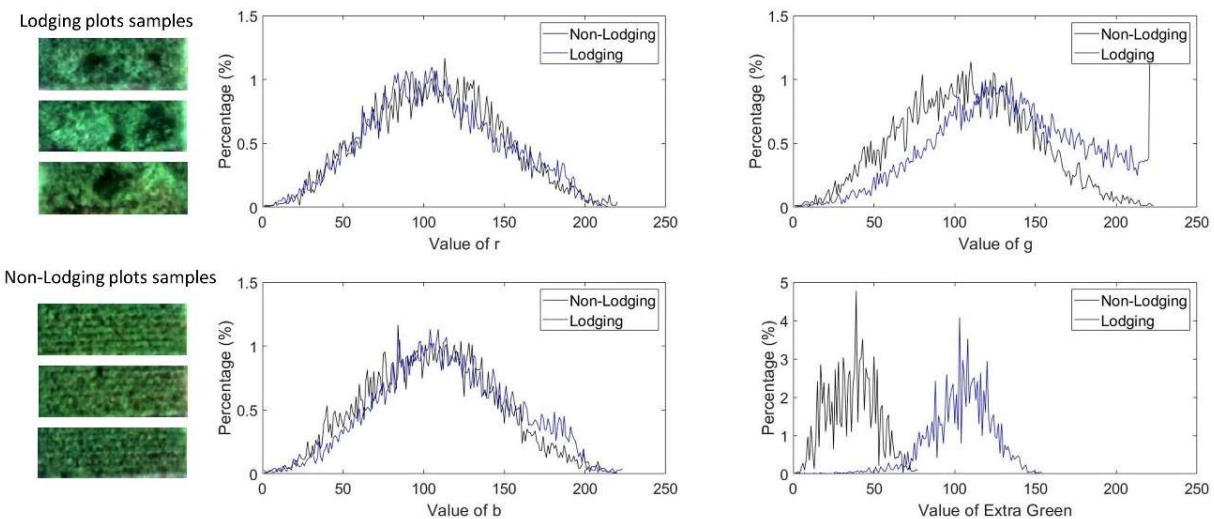 Lodging plots samples
1.5
1
0.5
0
Percentage (%)
Non-Lodging
Lodging
0 50 100 150 200 250
Value of r
1.5
1
0.5
0
Percentage (%)
Non-Lodging
Lodging
0 50 100 150 200 250
Value of g
Non-Lodging plots samples
1.5
1
0.5
0
Percentage (%)
Non-Lodging
Lodging
0 50 100 150 200 250
Value of b
5
4
3
2
1
0
Percentage (%)
Non-Lodging
Lodging
0 50 100 150 200 250
Value of Extra Green